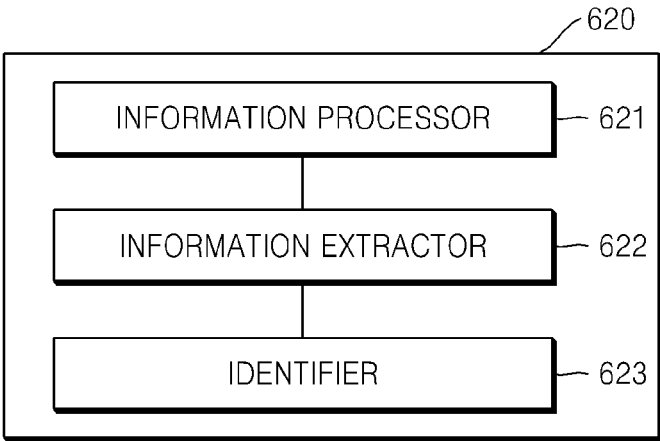 620
INFORMATION PROCESSOR 621
INFORMATION EXTRACTOR 622
IDENTIFIER 623